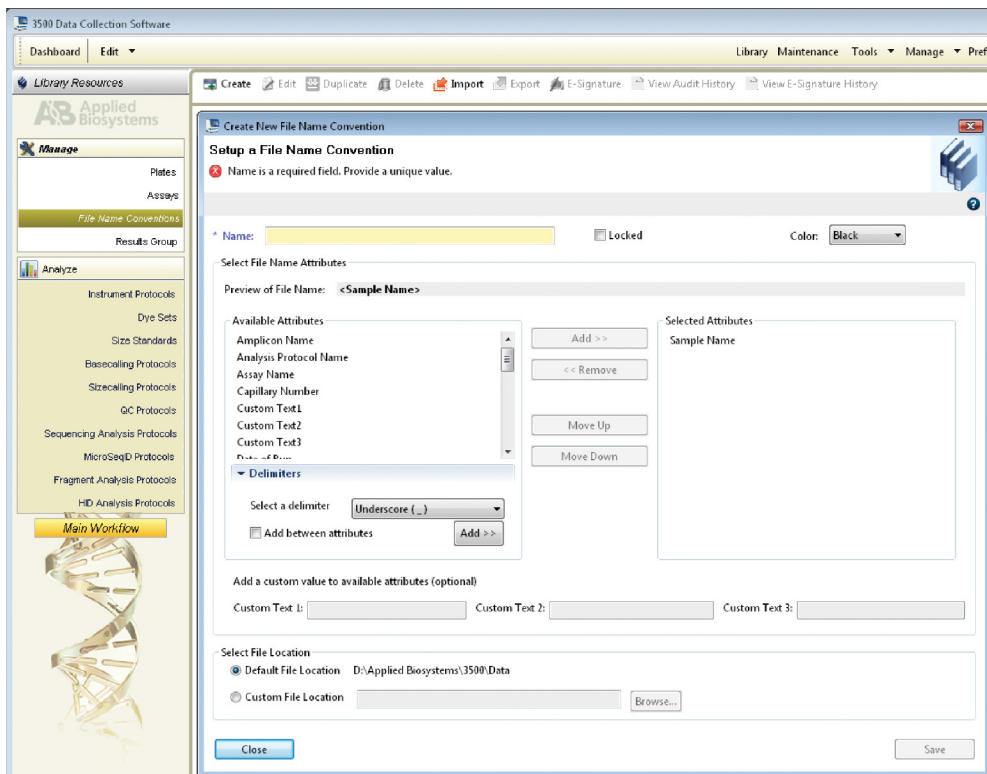 3500 Data Collection Software
Dashboard Edit
Library Maintenance Tools Manage Pref
Library Resources
Create Edit Duplicate Delete Import Export E-Signature View Audit History View E-Signature History
AB Applied
Biosystems
Manage
Plates
Assays
File Name Conventions
Results Group
Analyze
Instrument Protocols
Dye Sets
Size Standards
Basecalling Protocols
Sizecalling Protocols
QC Protocols
Sequencing Analysis Protocols
MicroSeqID Protocols
Fragment Analysis Protocols
HID Analysis Protocols
Main Workflow
Create New File Name Convention
Setup a File Name Convention
Name is a required field. Provide a unique value.
* Name: Locked Color: Black
Select File Name Attributes
Preview of File Name: <Sample Name>
Available Attributes
Amplicon Name
Analysis Protocol Name
Assay Name
Capillary Number
Custom Text1
Custom Text2
Custom Text3
Date of Run
Add >>
<< Remove
Move Up
Move Down
Selected Attributes
Sample Name
Delimiters
Select a delimiter Underscore ( _ )
Add between attributes Add >>
Add a custom value to available attributes (optional)
Custom Text 1: Custom Text 2: Custom Text 3:
Select File Location
Default File Location D:\Applied Biosystems\3500\Data
Custom File Location Browse...
Close Save